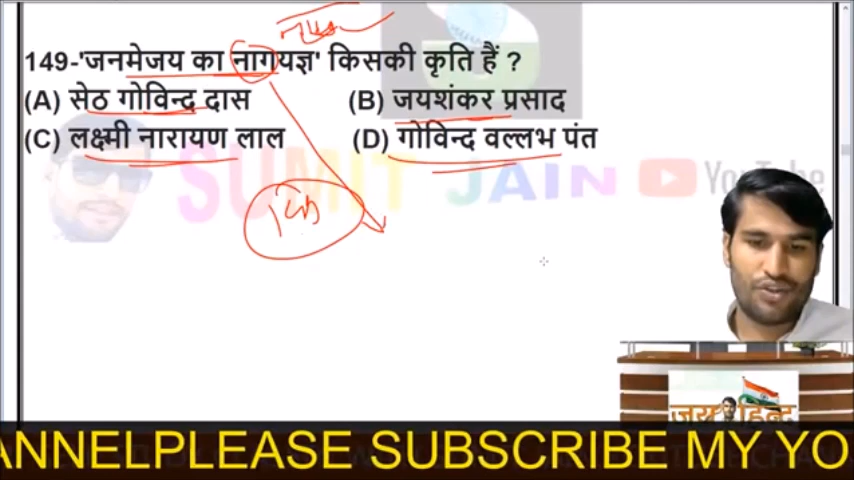 149-'जनमेजय का नागयज्ञ' किसकी कृति हैं ?
(A) सेठ गोविन्द दास (B) जयशंकर प्रसाद
(C) लक्ष्मी नारायण लाल (D) गोविन्द वल्लभ पंत
SUMIT JAIN YouTube
जय हिन्द
ANNELPLEASE SUBSCRIBE MY YO